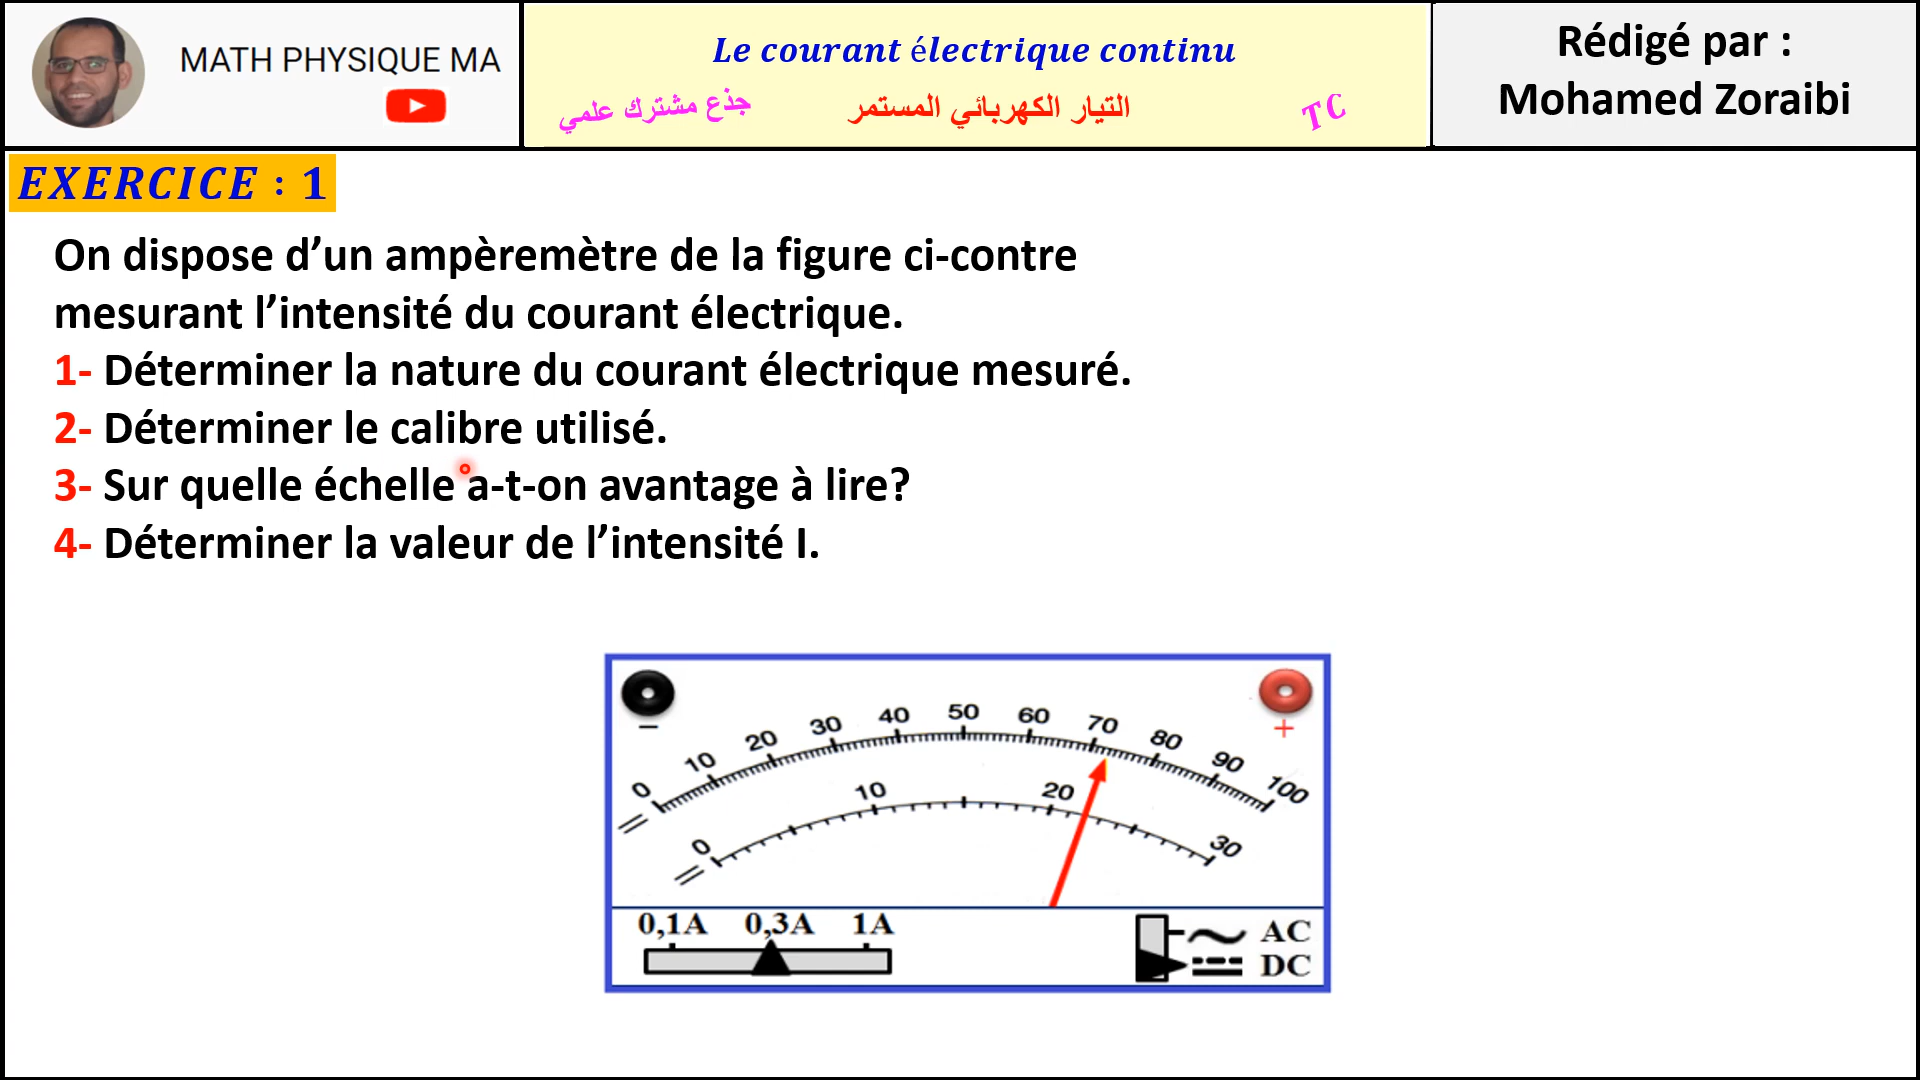 MATH PHYSIQUE MA
Le courant électrique continu
جذع مشترك علمي
التيار الكهربائي المستمر
TC
Rédigé par :
Mohamed Zoraibi
EXERCICE : 1
On dispose d’un ampèremètre de la figure ci-contre
mesurant l’intensité du courant électrique.
1- Déterminer la nature du courant électrique mesuré.
2- Déterminer le calibre utilisé.
3- Sur quelle échelle a-t-on avantage à lire?
4- Déterminer la valeur de l’intensité I.
− +
0 10 20 30 40 50 60 70 80 90 100
0 10 20 30
0,1A 0,3A 1A
AC
DC